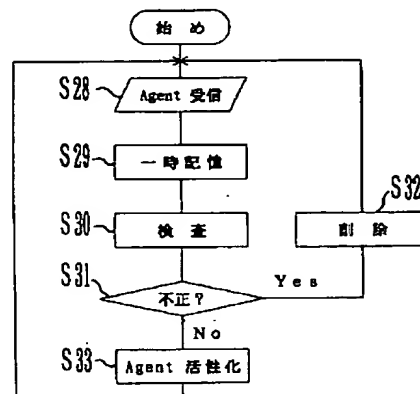 始め
S28
Agent 受信
S29
一時記憶
S30
検査
S32
削除
S31
不正?
Yes
No
S33
Agent 活性化